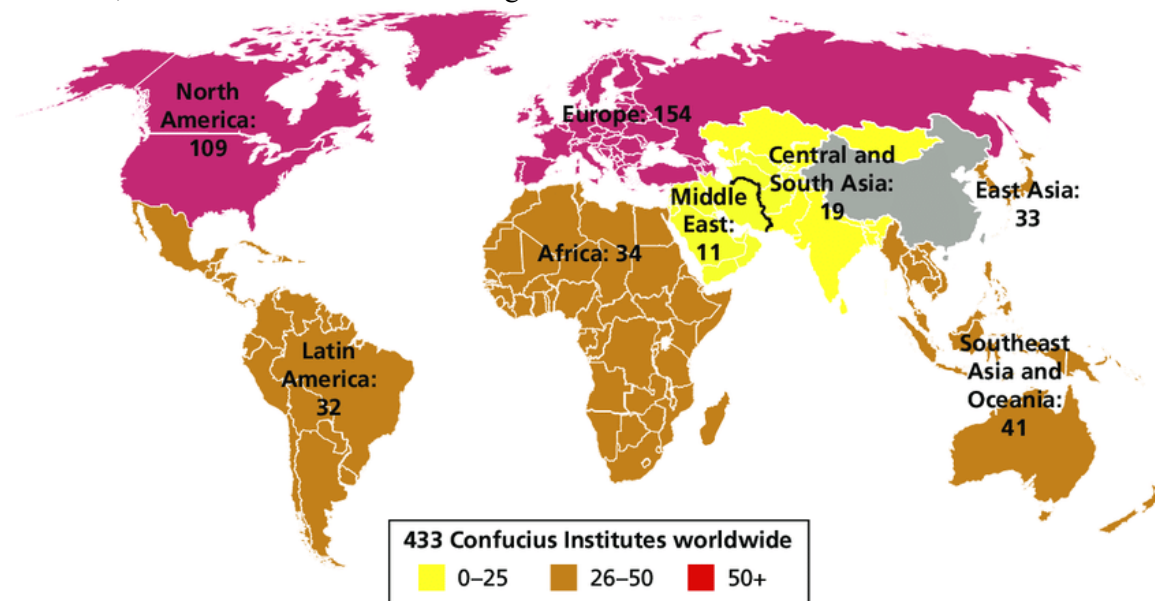 North
America:
109
Europe: 154
Central and
South Asia:
19
Middle
East:
11
East Asia:
33
Africa: 34
Latin
America:
32
Southeast
Asia and
Oceania:
41
433 Confucius Institutes worldwide
0–25 26–50 50+